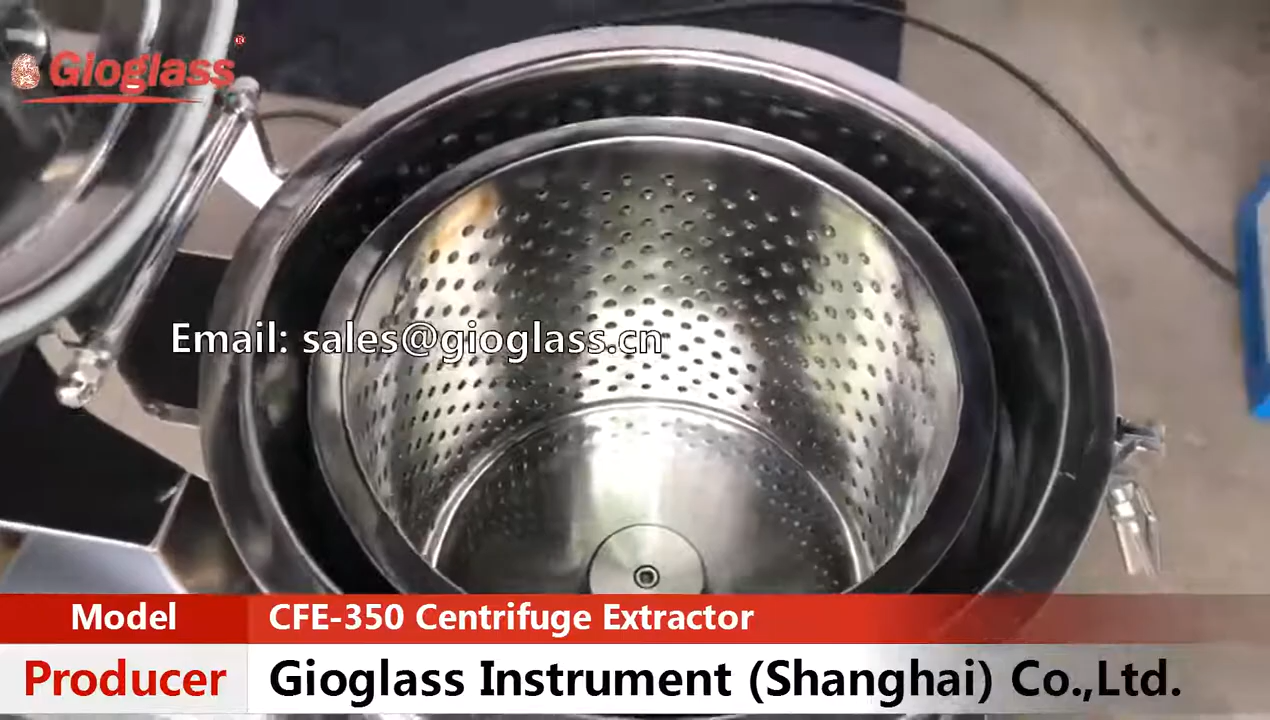 Gioglass
Email: sales@gioglass.cn
Model CFE-350 Centrifuge Extractor
Producer Gioglass Instrument (Shanghai) Co.,Ltd.